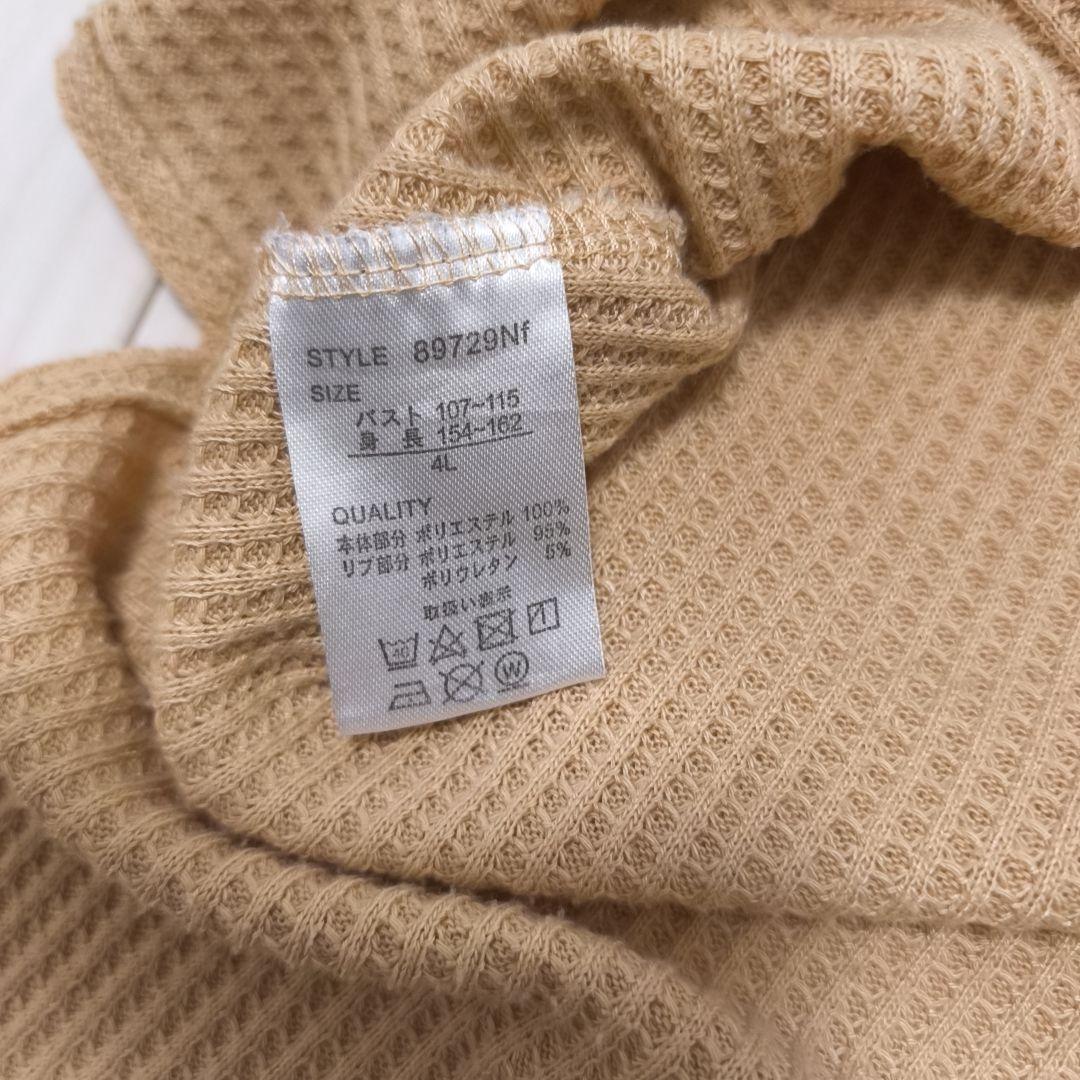 STYLE 89729Nf
SIZE
バスト 107~115
身 長 154~162
4L
QUALITY
本体部分 ポリエステル 100%
リブ部分 ポリエステル 95%
ポリウレタン 5%
取扱い表示
40
W